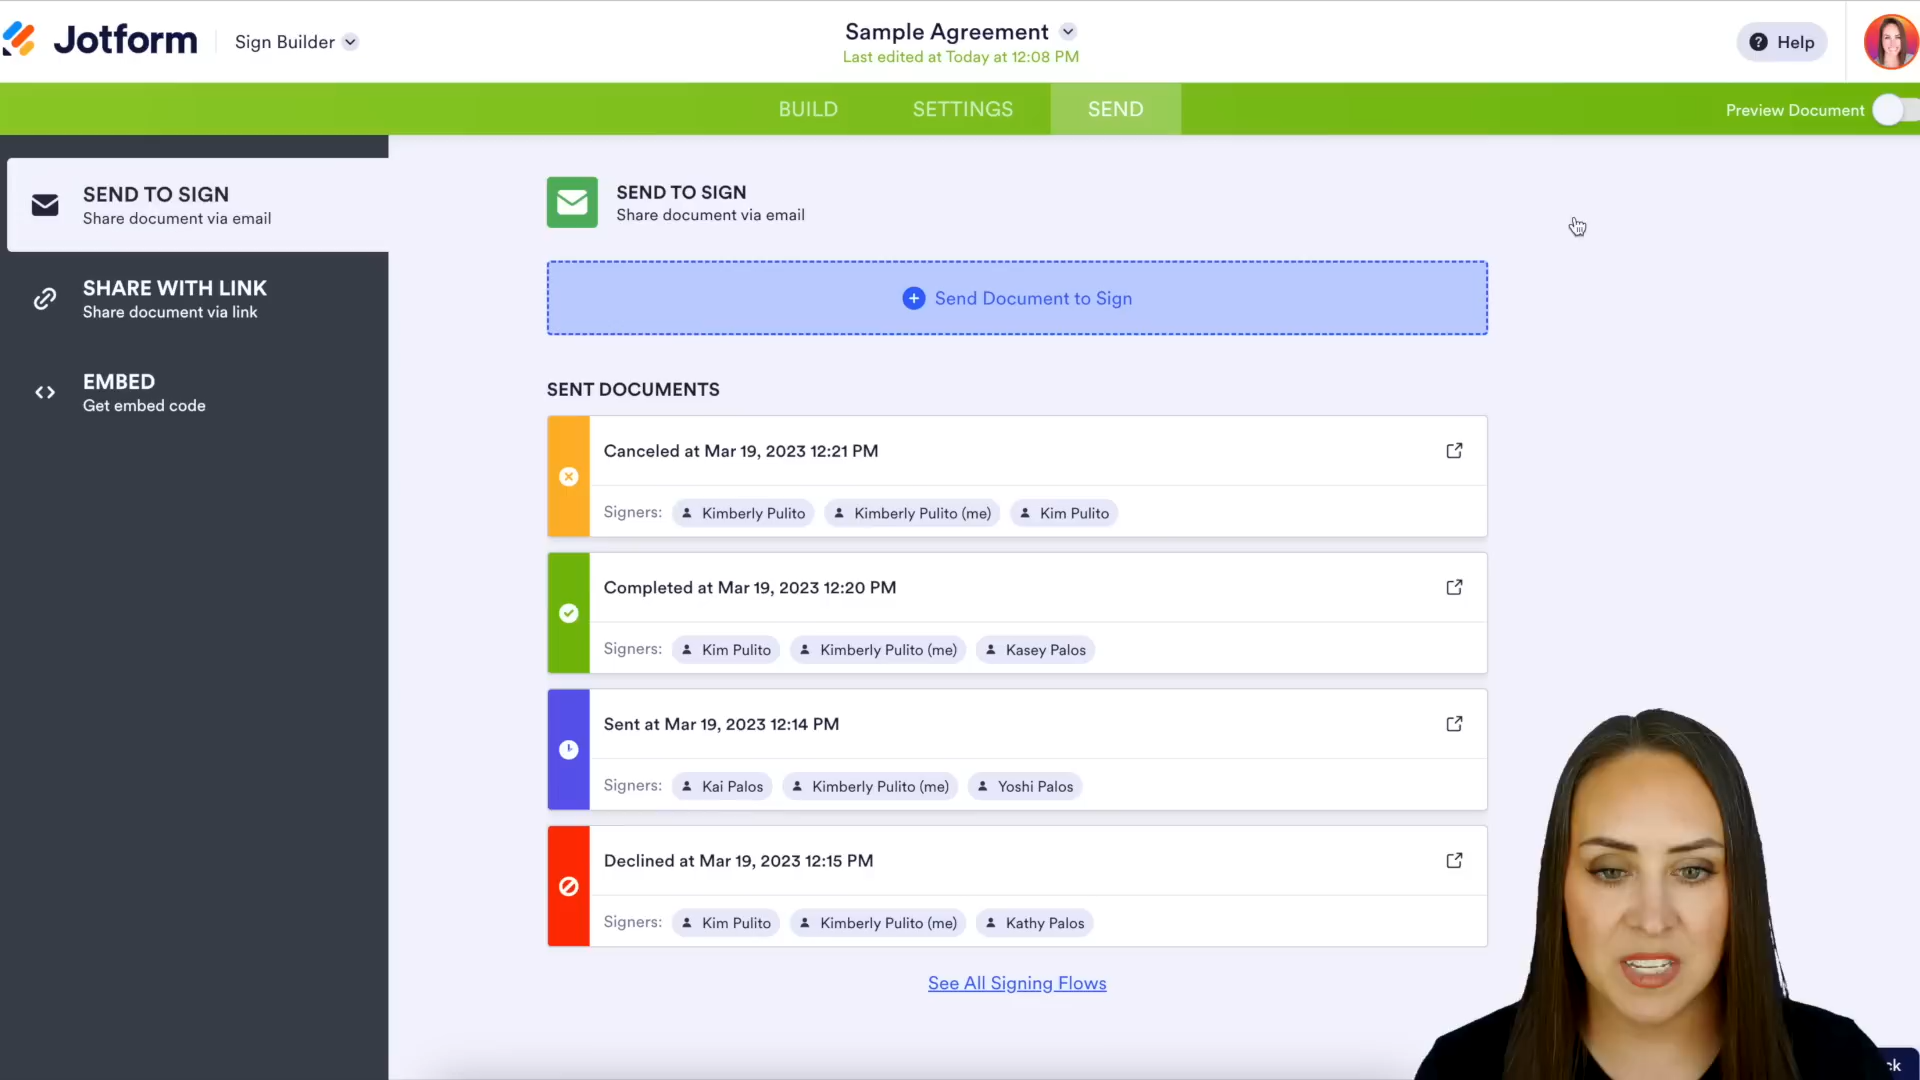 Jotform
Sign Builder
Sample Agreement
Last edited at Today at 12:08 PM
Help
BUILD
SETTINGS
SEND
Preview Document
SEND TO SIGN
Share document via email
SHARE WITH LINK
Share document via link
EMBED
Get embed code
SEND TO SIGN
Share document via email
Send Document to Sign
SENT DOCUMENTS
Canceled at Mar 19, 2023 12:21 PM
Signers: Kimberly Pulito Kimberly Pulito (me) Kim Pulito
Completed at Mar 19, 2023 12:20 PM
Signers: Kim Pulito Kimberly Pulito (me) Kasey Palos
Sent at Mar 19, 2023 12:14 PM
Signers: Kai Palos Kimberly Pulito (me) Yoshi Palos
Declined at Mar 19, 2023 12:15 PM
Signers: Kim Pulito Kimberly Pulito (me) Kathy Palos
See All Signing Flows